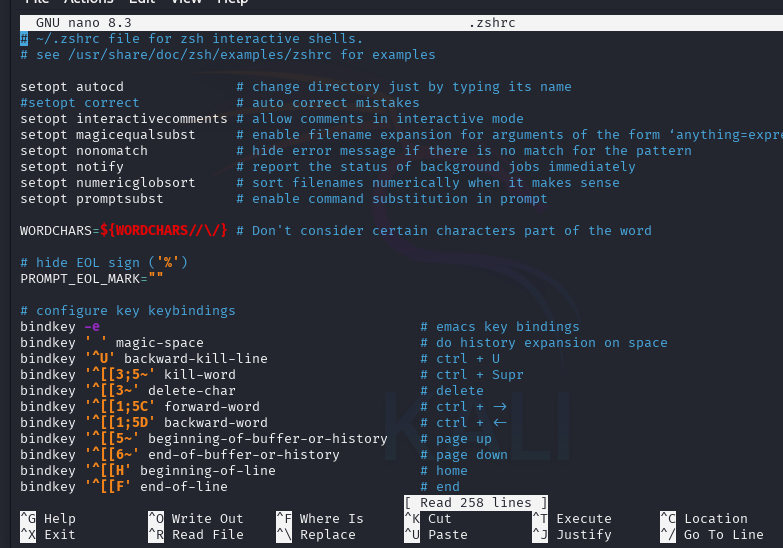 File Actions Edit View Help
GNU nano 8.3 .zshrc
# ~/.zshrc file for zsh interactive shells.
# see /usr/share/doc/zsh/examples/zshrc for examples
setopt autocd # change directory just by typing its name
#setopt correct # auto correct mistakes
setopt interactivecomments # allow comments in interactive mode
setopt magicequalsubst # enable filename expansion for arguments of the form ‘anything=expre
setopt nonomatch # hide error message if there is no match for the pattern
setopt notify # report the status of background jobs immediately
setopt numericglobsort # sort filenames numerically when it makes sense
setopt promptsubst # enable command substitution in prompt
WORDCHARS=${WORDCHARS//\/} # Don't consider certain characters part of the word
# hide EOL sign ('%')
PROMPT_EOL_MARK=""
# configure key keybindings
bindkey -e # emacs key bindings
bindkey ' ' magic-space # do history expansion on space
bindkey '^U' backward-kill-line # ctrl + U
bindkey '^[[3;5~' kill-word # ctrl + Supr
bindkey '^[[3~' delete-char # delete
bindkey '^[[1;5C' forward-word # ctrl + ->
bindkey '^[[1;5D' backward-word # ctrl + <-
bindkey '^[[5~' beginning-of-buffer-or-history # page up
bindkey '^[[6~' end-of-buffer-or-history # page down
bindkey '^[[H' beginning-of-line # home
bindkey '^[[F' end-of-line # end
KALI
[ Read 258 lines ]
^G Help ^O Write Out ^F Where Is ^K Cut ^T Execute ^C Location
^X Exit ^R Read File ^\ Replace ^U Paste ^J Justify ^/ Go To Line